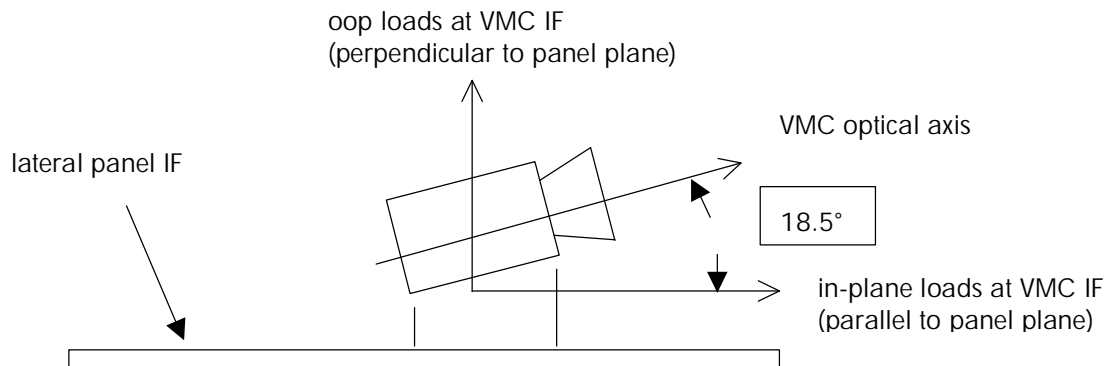 oop loads at VMC IF
(perpendicular to panel plane)
VMC optical axis
lateral panel IF
18.5°
in-plane loads at VMC IF
(parallel to panel plane)